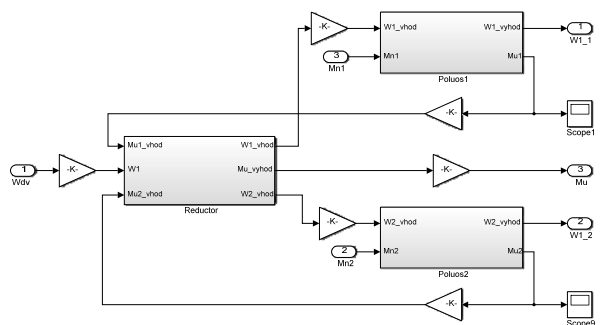 -K-
W1_vhod
W1_vyhod
1
W1_1
3
Mn1
Mn1
Mu1
Poluos1
-K-
Scope1
Mu1_vhod
W1_vhod
1
Wdv
-K-
W1
Mu_vyhod
-K-
3
Mu
Mu2_vhod
W2_vhod
Reductor
-K-
W2_vhod
W2_vyhod
2
W1_2
2
Mn2
Mn2
Mu2
Poluos2
-K-
Scope9